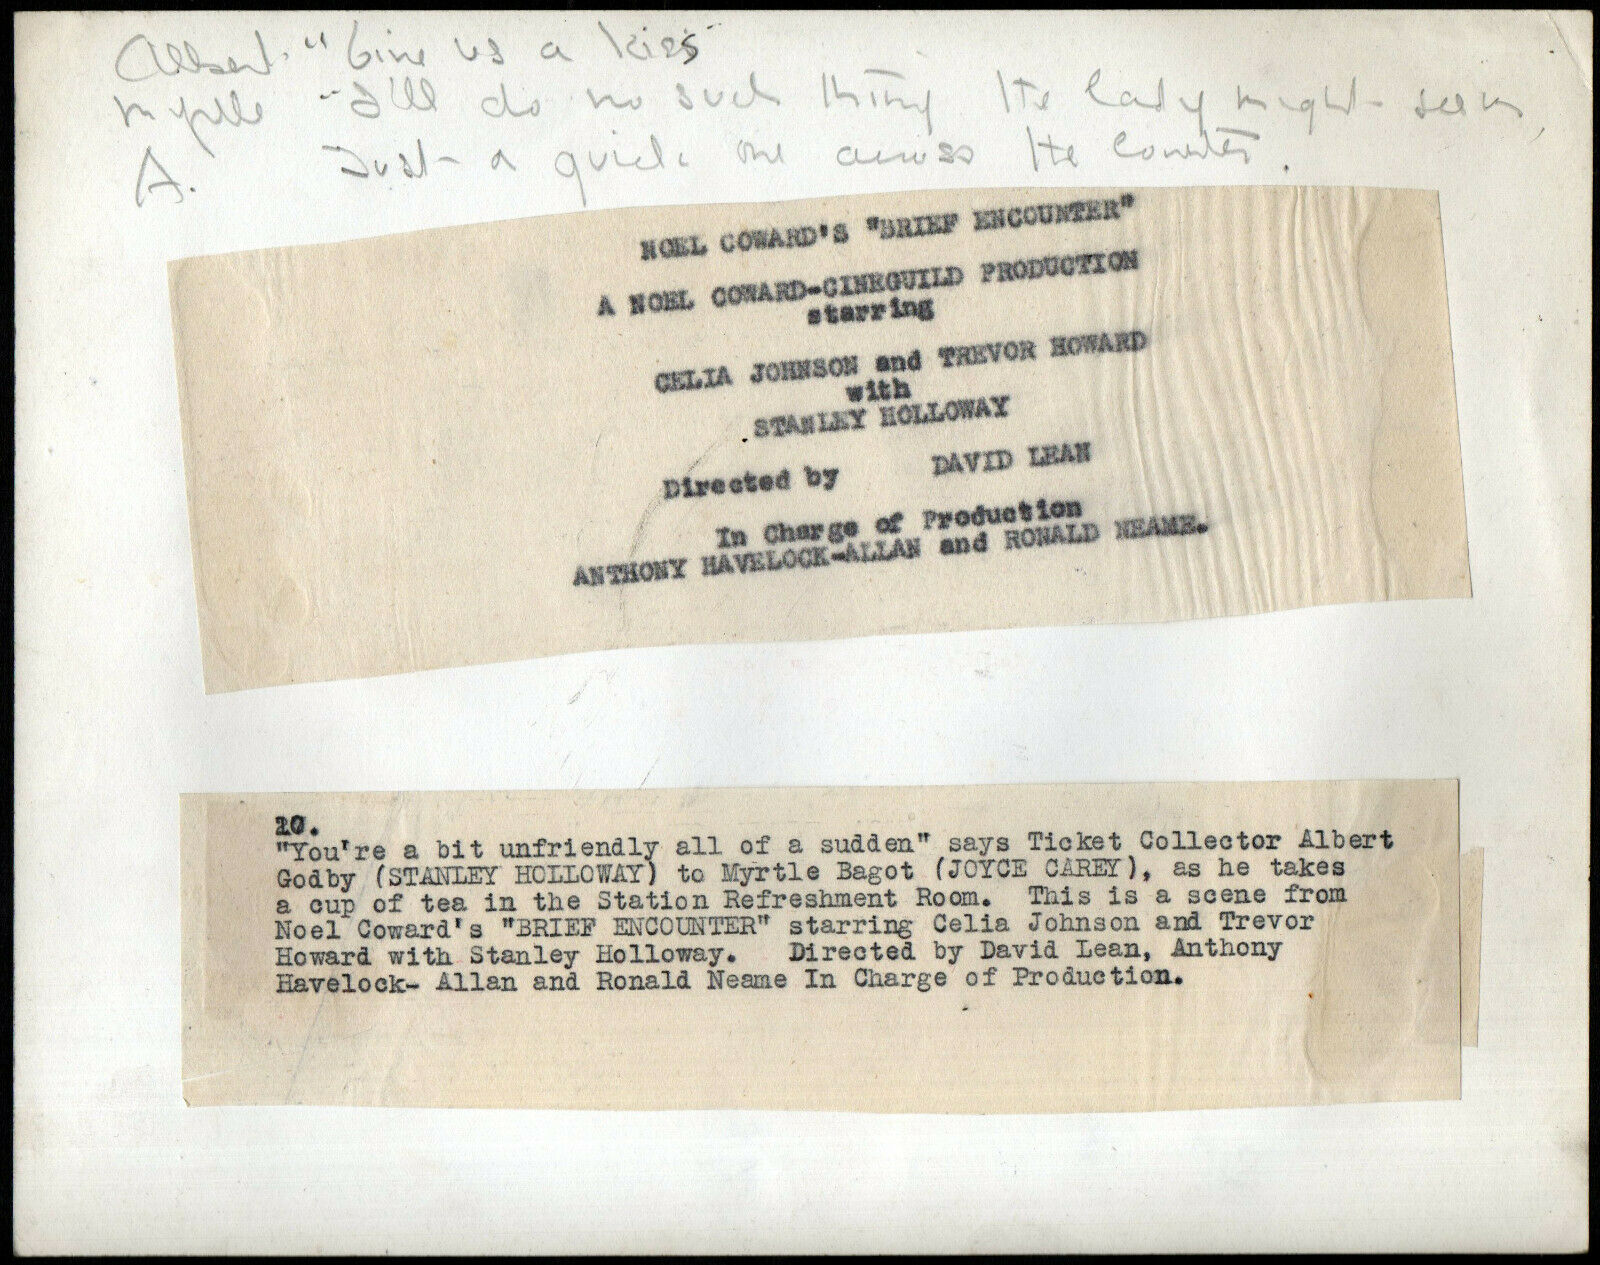 Albert. "Give us a kiss
Myrtle "I'll do no such thing the lady might see us,
A. Just a quick one across the counter.
NOEL COWARD'S "BRIEF ENCOUNTER"
A NOEL COWARD-CINEGUILD PRODUCTION
starring
CELIA JOHNSON and TREVOR HOWARD
with
STANLEY HOLLOWAY
Directed by DAVID LEAN
In Charge of Production
ANTHONY HAVELOCK-ALLAN and RONALD NEAME.
10.
"You're a bit unfriendly all of a sudden" says Ticket Collector Albert
Godby (STANLEY HOLLOWAY) to Myrtle Bagot (JOYCE CAREY), as he takes
a cup of tea in the Station Refreshment Room. This is a scene from
Noel Coward's "BRIEF ENCOUNTER" starring Celia Johnson and Trevor
Howard with Stanley Holloway. Directed by David Lean, Anthony
Havelock- Allan and Ronald Neame In Charge of Production.